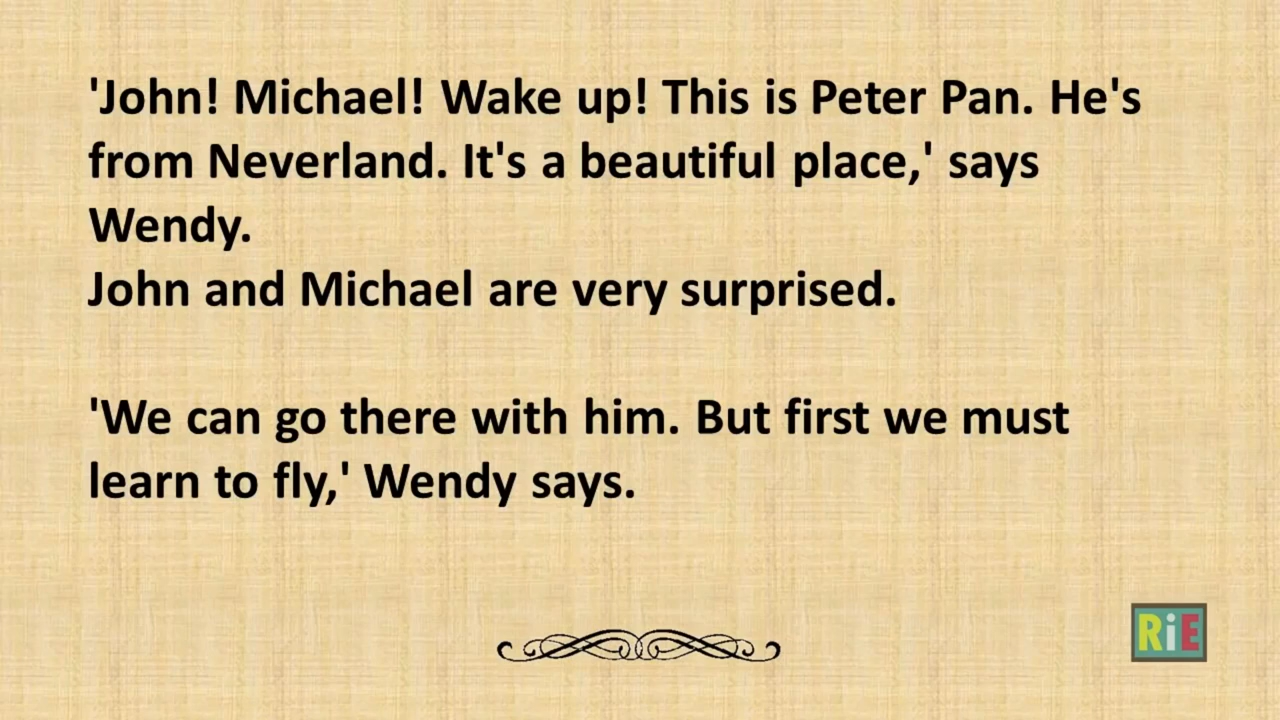 'John! Michael! Wake up! This is Peter Pan. He's
from Neverland. It's a beautiful place,' says
Wendy.
John and Michael are very surprised.
'We can go there with him. But first we must
learn to fly,' Wendy says.
RiE